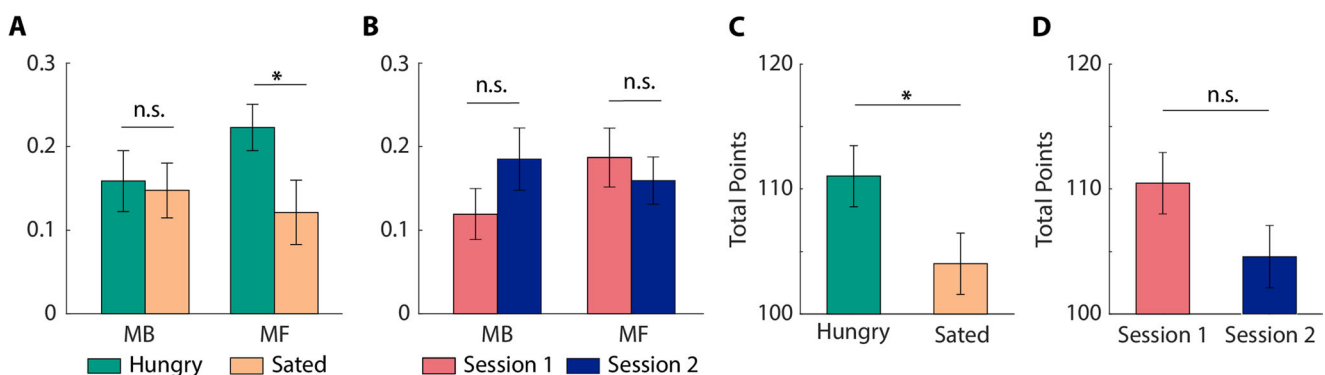 A
0.3
0.2
0.1
0
n.s.
*
MB
MF
Hungry
Sated
B
0.3
0.2
0.1
0
n.s.
n.s.
MB
MF
Session 1
Session 2
C
Total Points
120
110
100
*
Hungry
Sated
D
Total Points
120
110
100
n.s.
Session 1
Session 2